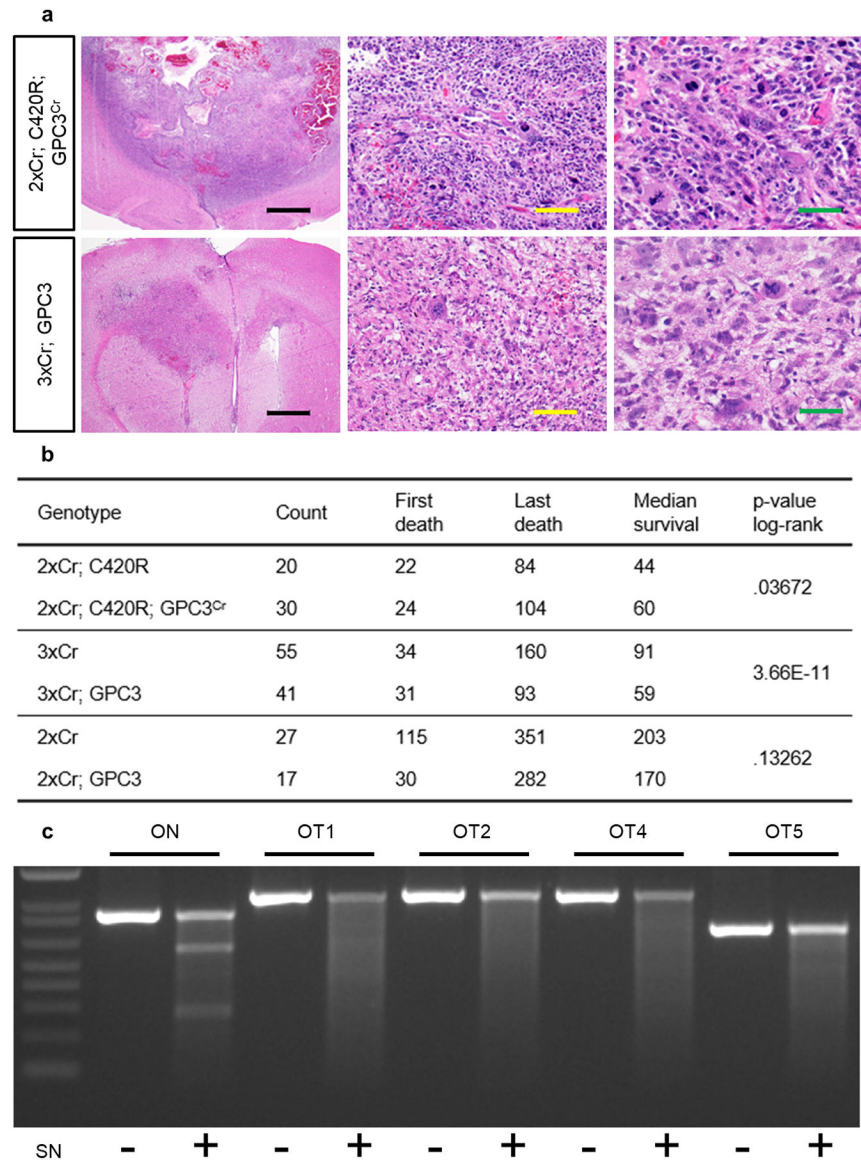 a
2xCr; C420R;
GPC3Cr
3xCr; GPC3
b
Genotype Count First death Last death Median survival p-value log-rank
2xCr; C420R 20 22 84 44 .03672
2xCr; C420R; GPC3Cr 30 24 104 60
3xCr 55 34 160 91 3.66E-11
3xCr; GPC3 41 31 93 59
2xCr 27 115 351 203 .13262
2xCr; GPC3 17 30 282 170
c
ON OT1 OT2 OT4 OT5
SN - + - + - + - + - +